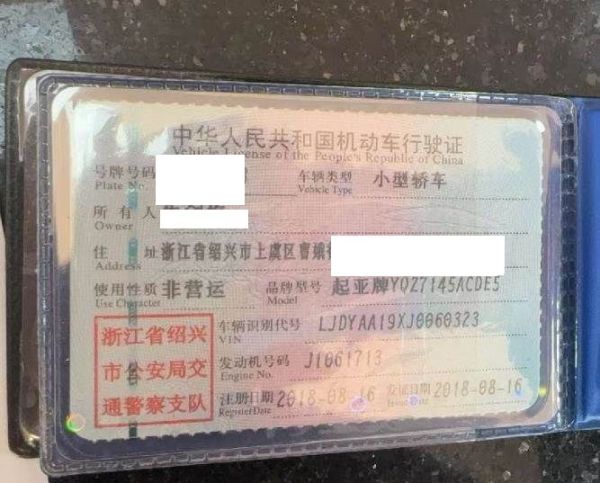 中华人民共和国机动车行驶证
Vehicle License of the People's Republic of China
号牌号码 车辆类型 小型轿车
Plate No. Vehicle Type
所有人
Owner
住址 浙江省绍兴市上虞区曹娥
Address
使用性质 非营运 品牌型号 起亚牌YQZ7145ACDE5
Use Character Model
浙江省绍兴
市公安局交
通警察支队
车辆识别代号 LJDYAA19XJ0060323
VIN
发动机号码 J1061713
Engine No.
注册日期 2018-08-16 发证日期 2018-08-16
Register Date Issue Date